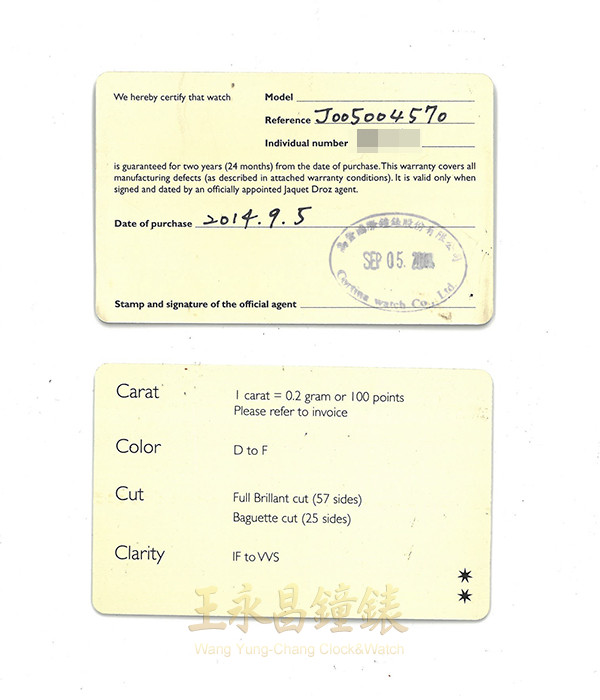 We hereby certify that watch
Model
Reference J005004570
Individual number
is guaranteed for two years (24 months) from the date of purchase. This warranty covers all
manufacturing defects (as described in attached warranty conditions). It is valid only when
signed and dated by an officially appointed Jaquet Droz agent.
Date of purchase 2014.9.5
SEP 05.
Cortina watch Co., Ltd.
Stamp and signature of the official agent
Carat
1 carat = 0.2 gram or 100 points
Please refer to invoice
Color
D to F
Cut
Full Brillant cut (57 sides)
Baguette cut (25 sides)
Clarity
IF to VVS
王永昌鐘錶
Wang Yung-Chang Clock&Watch